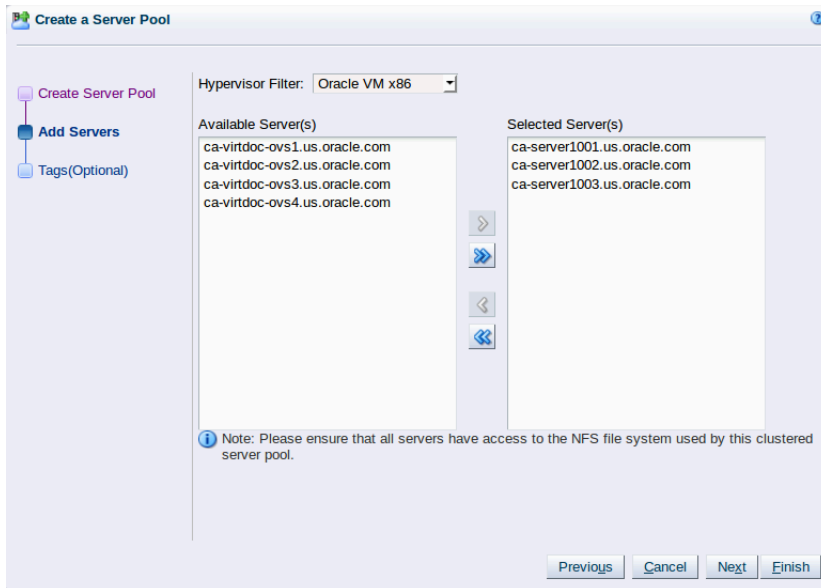 Create a Server Pool
Create Server Pool
Add Servers
Tags(Optional)
Hypervisor Filter: Oracle VM x86
Available Server(s)
ca-virtdoc-ovs1.us.oracle.com
ca-virtdoc-ovs2.us.oracle.com
ca-virtdoc-ovs3.us.oracle.com
ca-virtdoc-ovs4.us.oracle.com
Selected Server(s)
ca-server1001.us.oracle.com
ca-server1002.us.oracle.com
ca-server1003.us.oracle.com
Note: Please ensure that all servers have access to the NFS file system used by this clustered
server pool.
Previous Cancel Next Finish